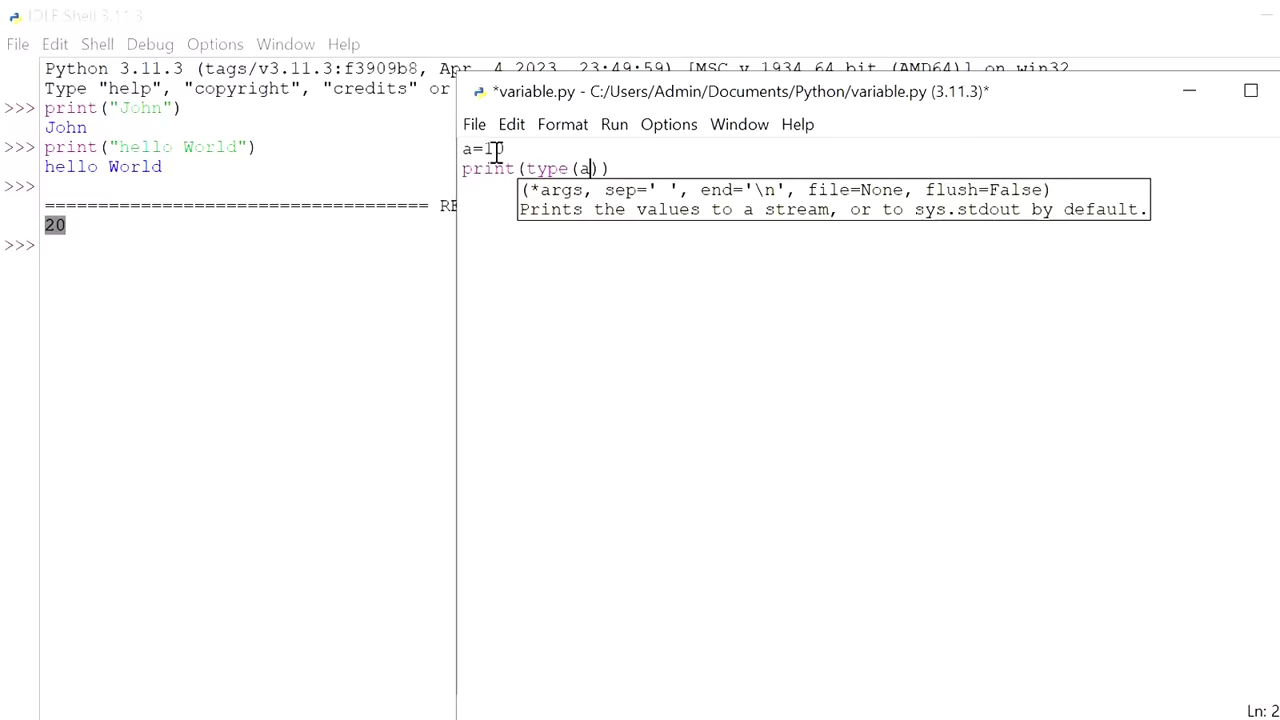 IDLE Shell 3.11.3
File Edit Shell Debug Options Window Help
Python 3.11.3 (tags/v3.11.3:f3909b8, Apr 4 2023, 23:49:59) [MSC v.1934 64 bit (AMD64)] on win32
Type "help", "copyright", "credits" or
>>> print("John")
John
>>> print("hello World")
hello World
>>>
==================================== RE
20
>>>
*variable.py - C:/Users/Admin/Documents/Python/variable.py (3.11.3)*
File Edit Format Run Options Window Help
a=10
print(type(a))
(*args, sep=' ', end='\n', file=None, flush=False)
Prints the values to a stream, or to sys.stdout by default.
Ln: 2